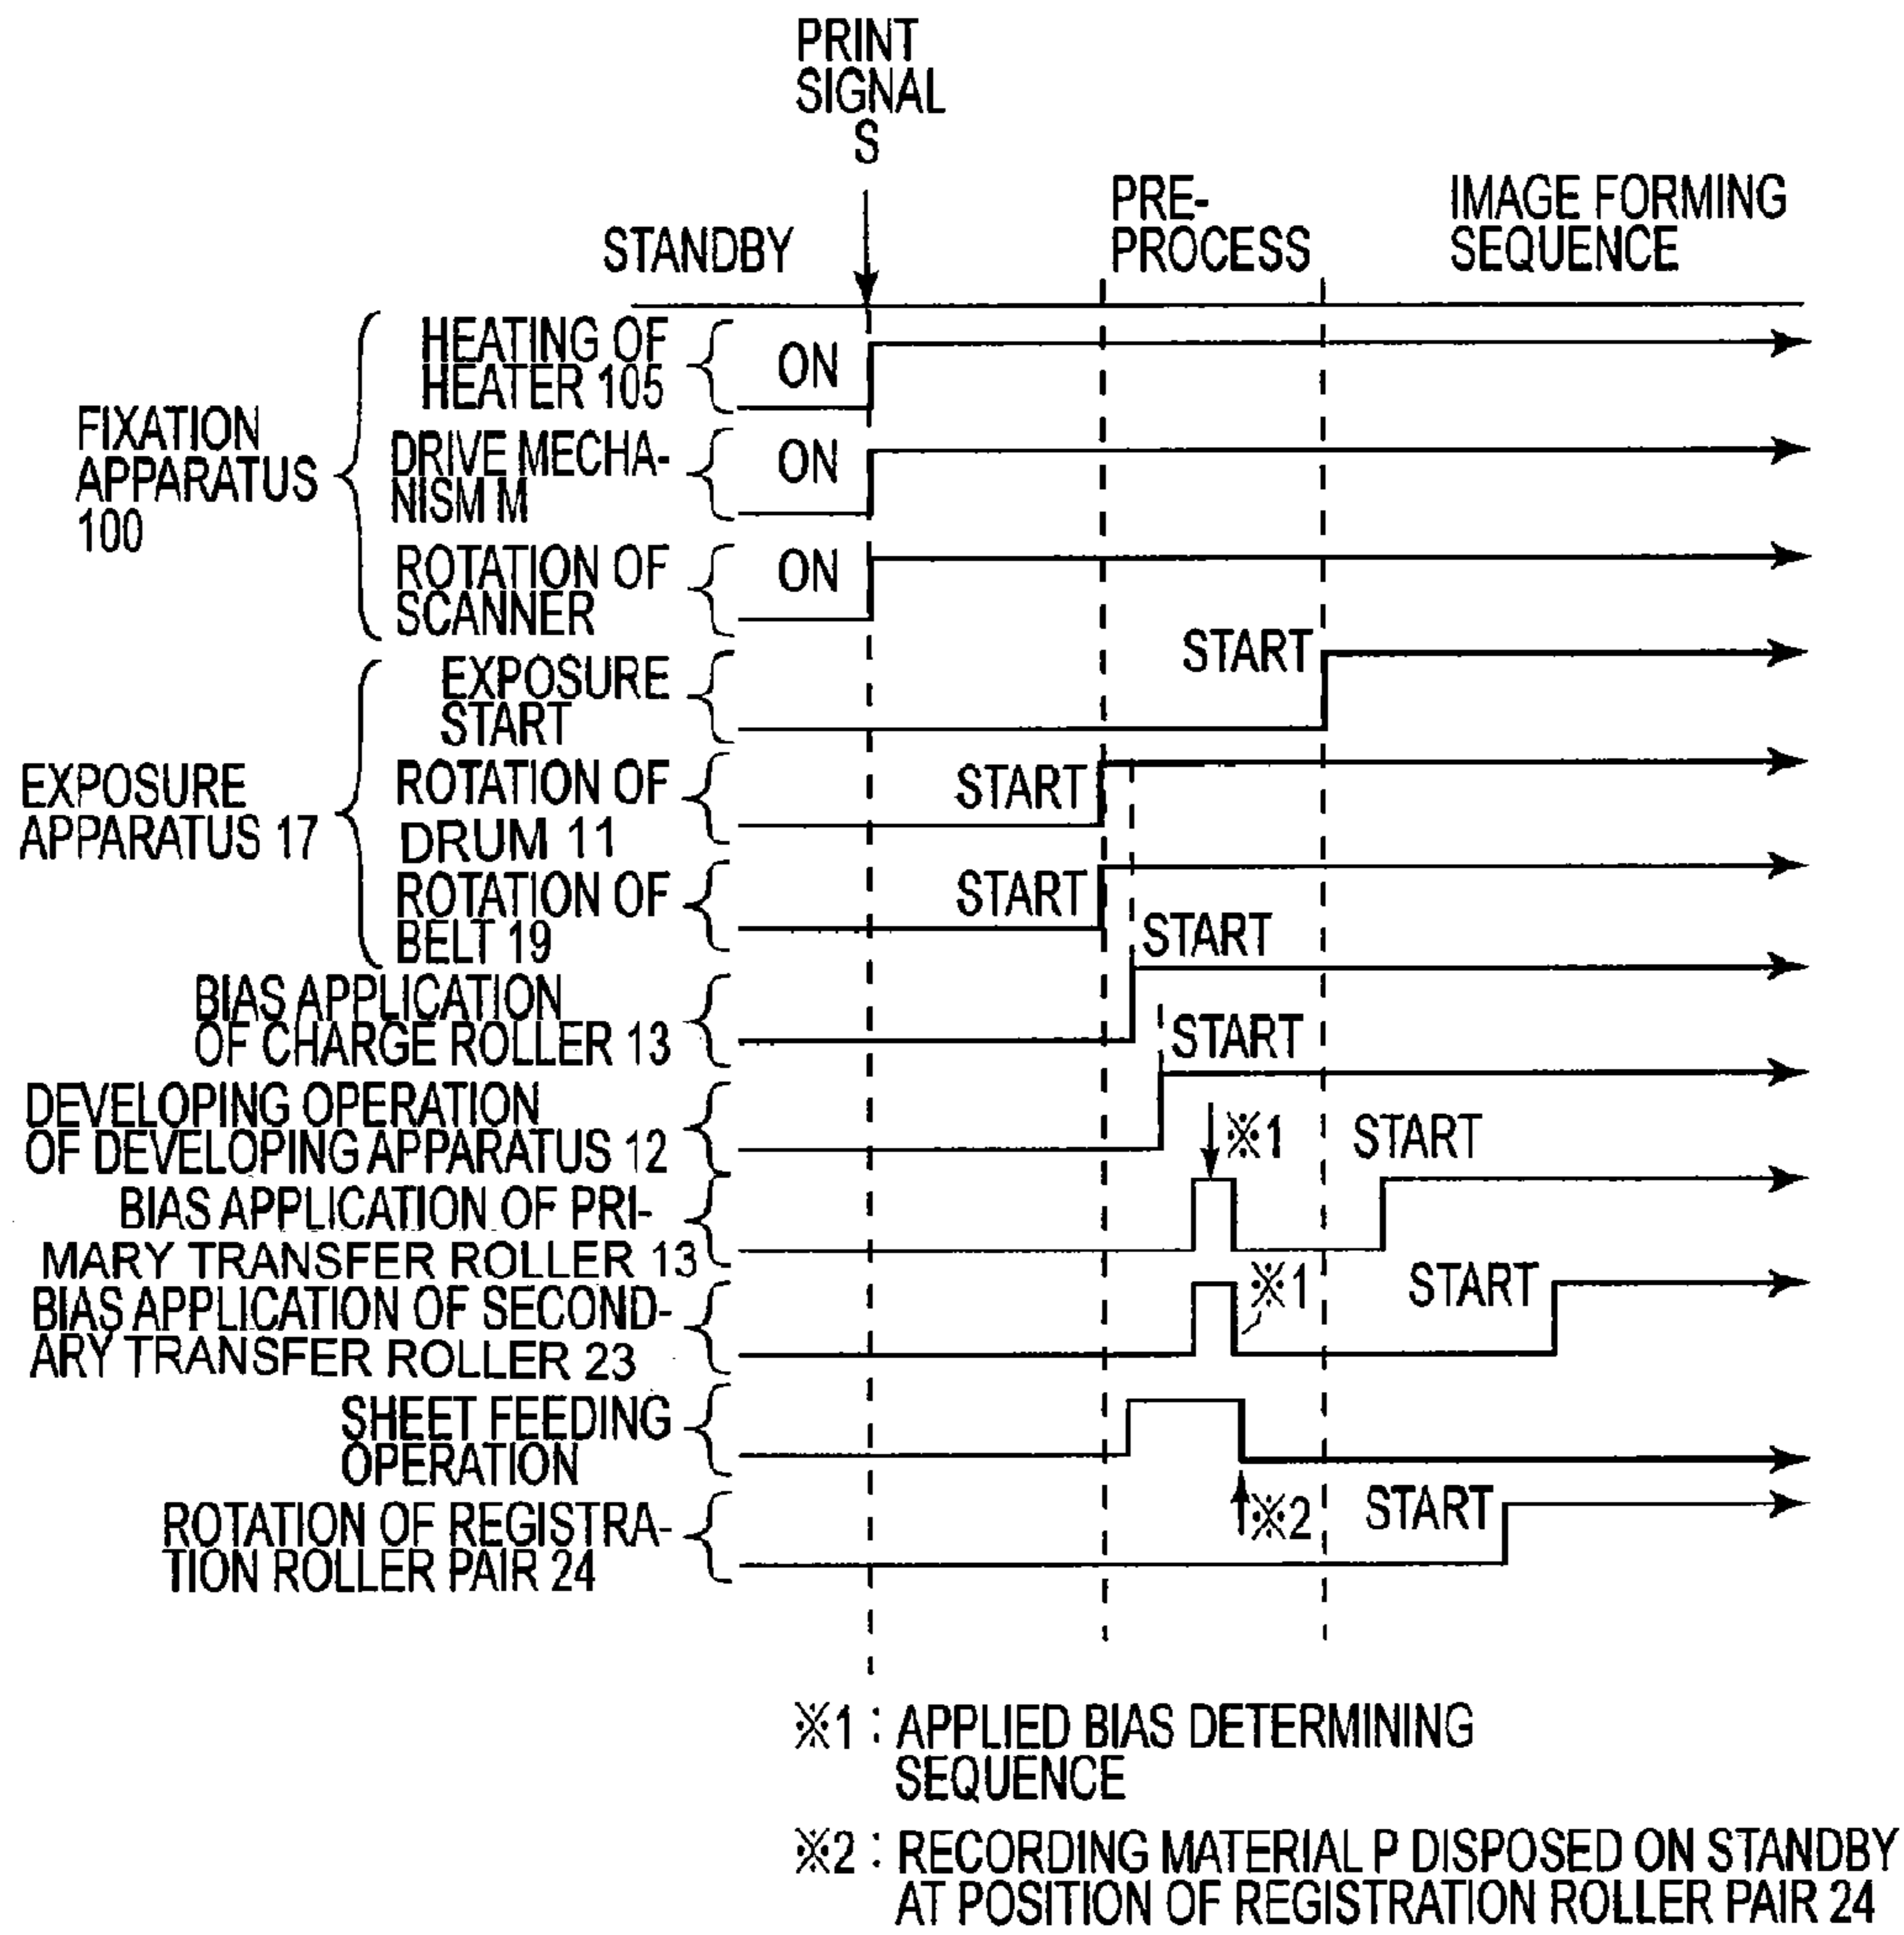 PRINT
SIGNAL
S
STANDBY
PRE-
PROCESS
IMAGE FORMING
SEQUENCE
FIXATION
APPARATUS
100
HEATING OF
HEATER 105
ON
DRIVE MECHA-
NISM M
ON
ROTATION OF
SCANNER
ON
EXPOSURE
APPARATUS 17
EXPOSURE
START
START
ROTATION OF
DRUM 11
START
ROTATION OF
BELT 19
START
BIAS APPLICATION
OF CHARGE ROLLER 13
START
DEVELOPING OPERATION
OF DEVELOPING APPARATUS 12
START
BIAS APPLICATION OF PRI-
MARY TRANSFER ROLLER 13
※1
START
BIAS APPLICATION OF SECOND-
ARY TRANSFER ROLLER 23
※1
START
SHEET FEEDING
OPERATION
※2
ROTATION OF REGISTRA-
TION ROLLER PAIR 24
START
※1 : APPLIED BIAS DETERMINING
SEQUENCE
※2 : RECORDING MATERIAL P DISPOSED ON STANDBY
AT POSITION OF REGISTRATION ROLLER PAIR 24